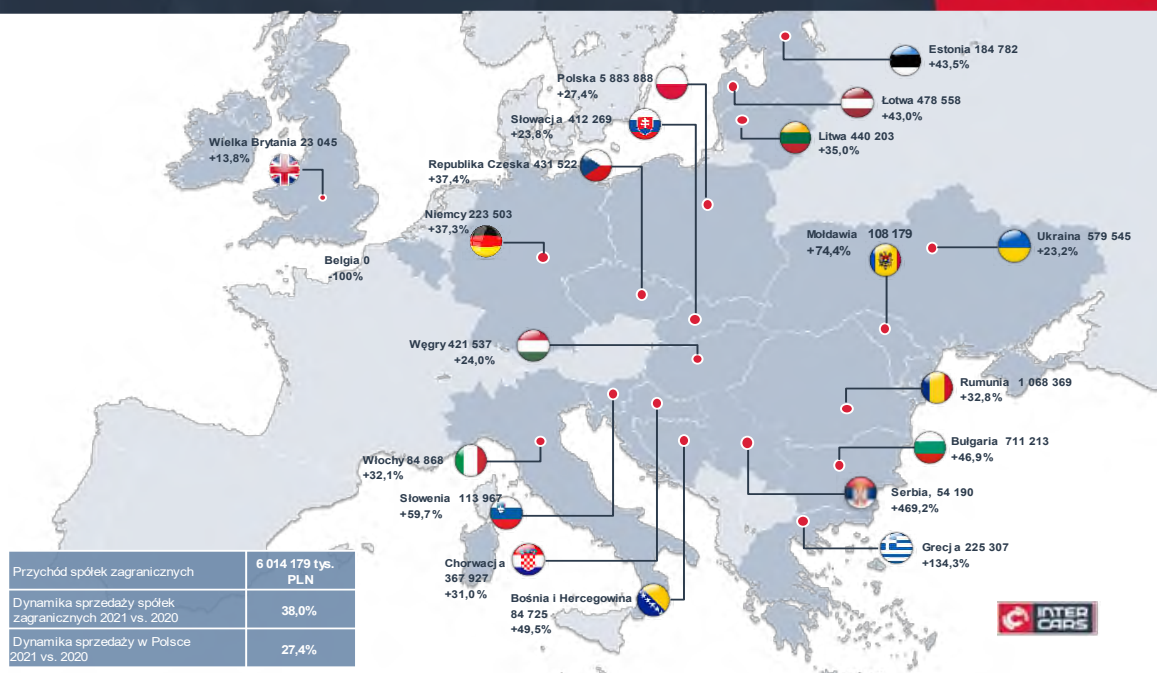 Estonia 184 782
+43,5%
Polska 5 883 888
+27,4%
Łotwa 478 558
+43,0%
Słowacja 412 269
+23,8%
Litwa 440 203
+35,0%
Wielka Brytania 23 045
+13,8%
Republika Czeska 431 522
+37,4%
Niemcy 223 503
+37,3%
Mołdawia 108 179
+74,4%
Ukraina 579 545
+23,2%
Belgia 0
-100%
Węgry 421 537
+24,0%
Rumunia 1 068 369
+32,8%
Bułgaria 711 213
+46,9%
Włochy 84 868
+32,1%
Serbia, 54 190
+469,2%
Słowenia 113 967
+59,7%
Grecja 225 307
+134,3%
Chorwacja
367 927
+31,0%
Bośnia i Hercegowina
84 725
+49,5%
Przychód spółek zagranicznych
6 014 179 tys.
PLN
Dynamika sprzedaży spółek
zagranicznych 2021 vs. 2020
38,0%
Dynamika sprzedaży w Polsce
2021 vs. 2020
27,4%
INTER
CARS